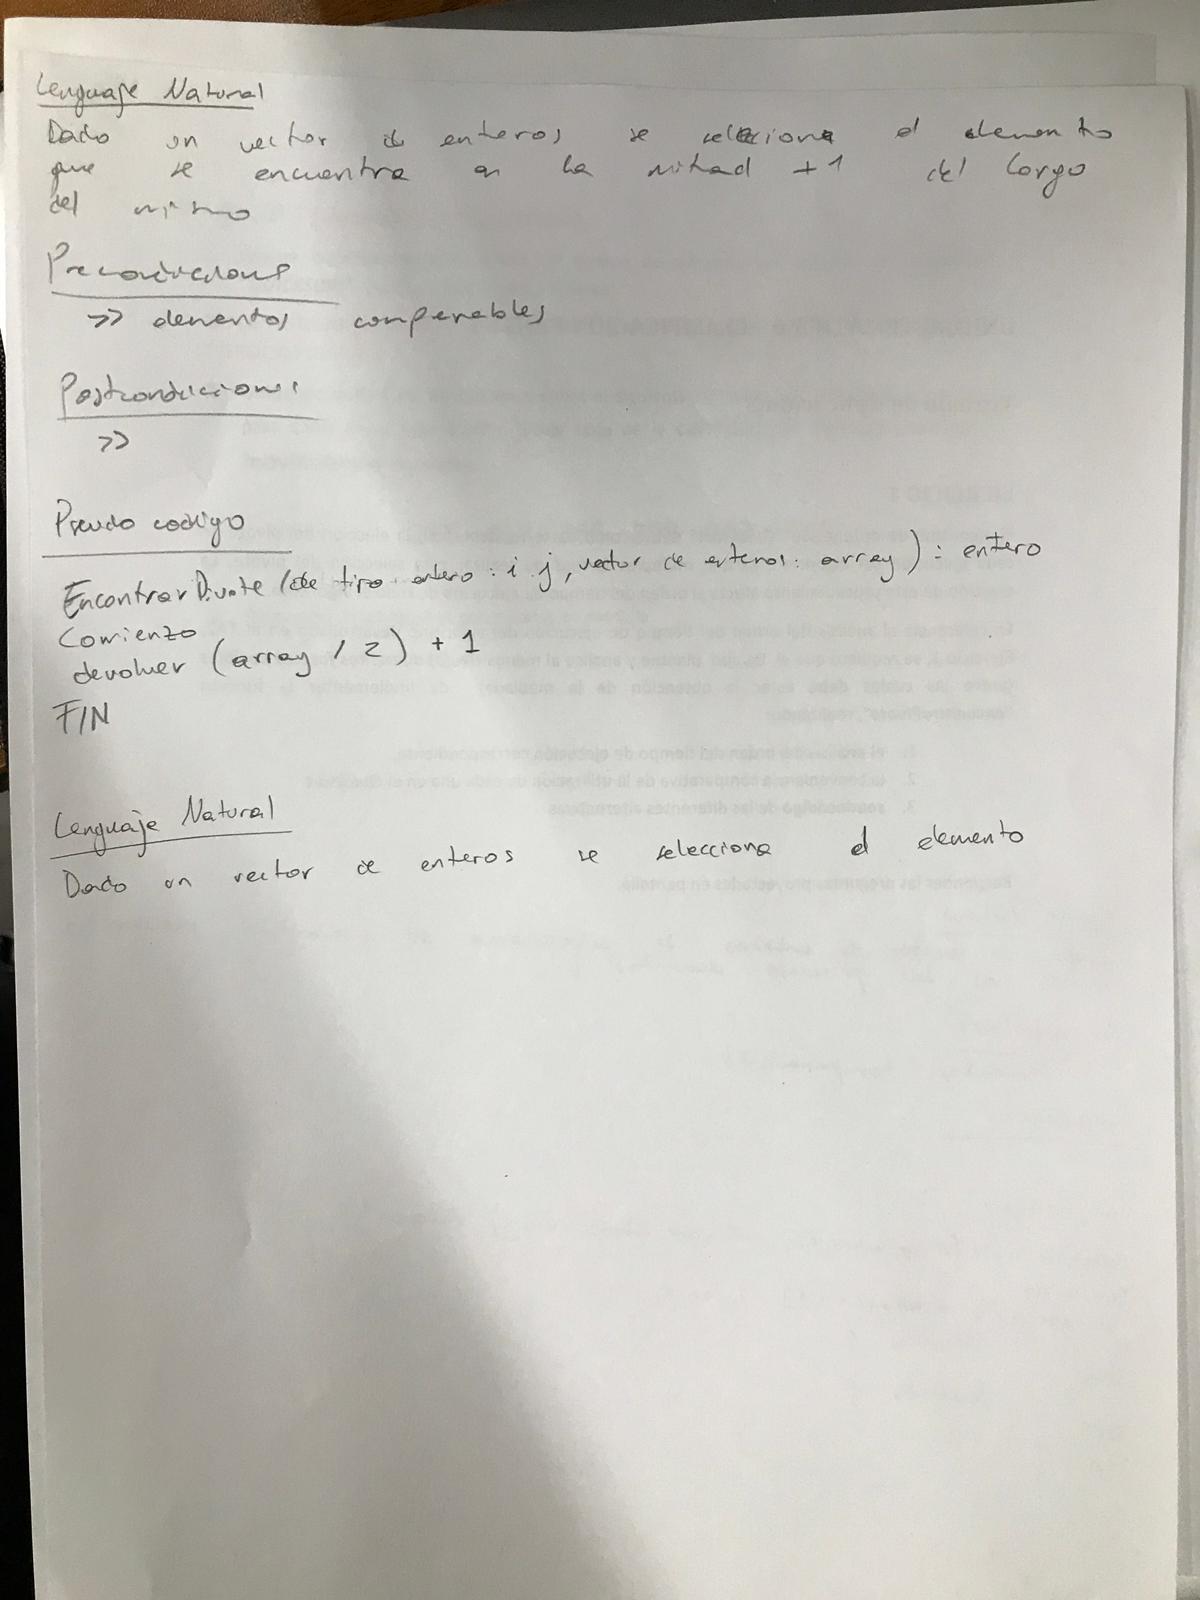 Lenguaje Natural
Dado un vector de enteros se selecciona el elemento
que se encuentra en la mitad +1 del largo
del mismo
Precondiciones
>> elementos comparables
Postcondiciones
>>
Pseudo codigo
Encontrar Pivote (de tipo entero: i j, vector de enteros: array) : entero
Comienzo
devolver (array / 2) + 1
FIN
Lenguaje Natural
Dado un vector de enteros se selecciona el elemento